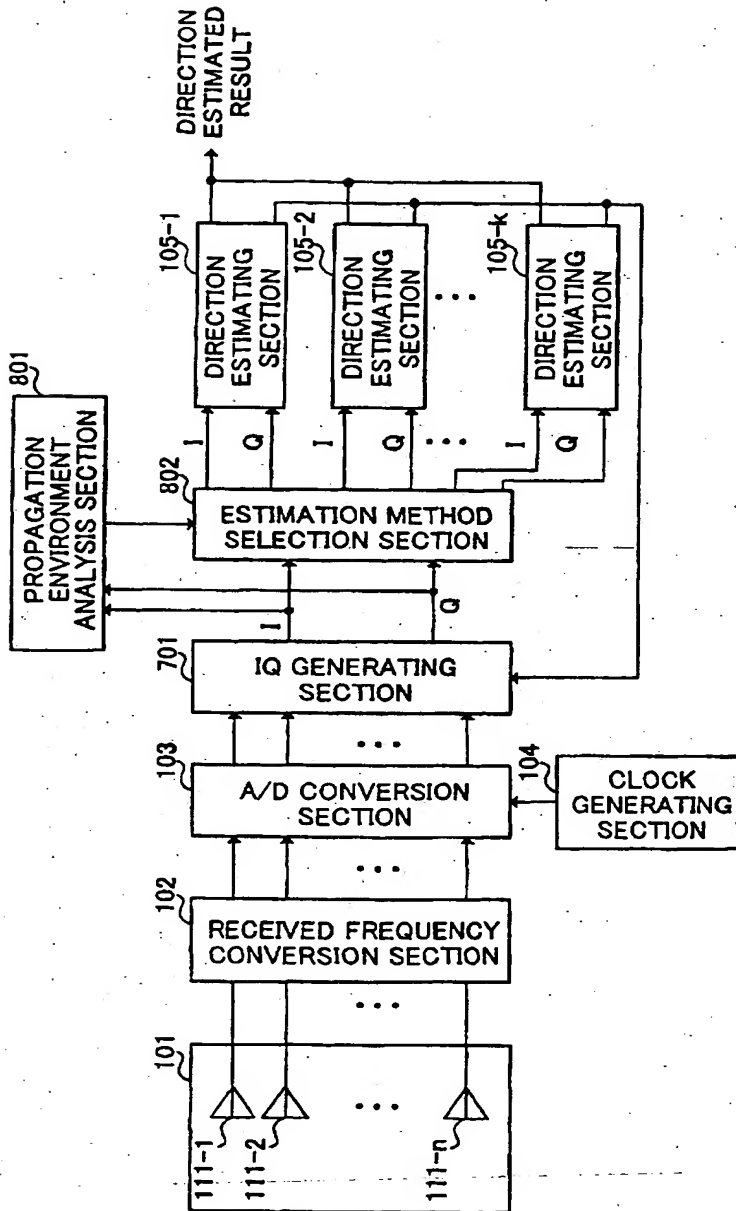 101
111-1
111-2
• • •
111-n
• • •
102
RECEIVED FREQUENCY
CONVERSION SECTION
• • •
103
A/D CONVERSION
SECTION
104
CLOCK
GENERATING
SECTION
• • •
701
IQ GENERATING
SECTION
I
Q
801
PROPAGATION
ENVIRONMENT
ANALYSIS SECTION
802
ESTIMATION METHOD
SELECTION SECTION
I
Q
I
Q
• • •
I
Q
105-1
DIRECTION
ESTIMATING
SECTION
105-2
DIRECTION
ESTIMATING
SECTION
• • •
105-k
DIRECTION
ESTIMATING
SECTION
DIRECTION
ESTIMATED
RESULT